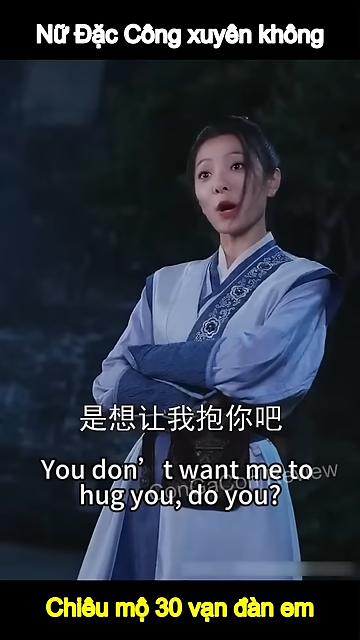 Nữ Đặc Công xuyên không
是想让我抱你吧
You don't want me to
hug you, do you?
Chiêu mộ 30 vạn đàn em